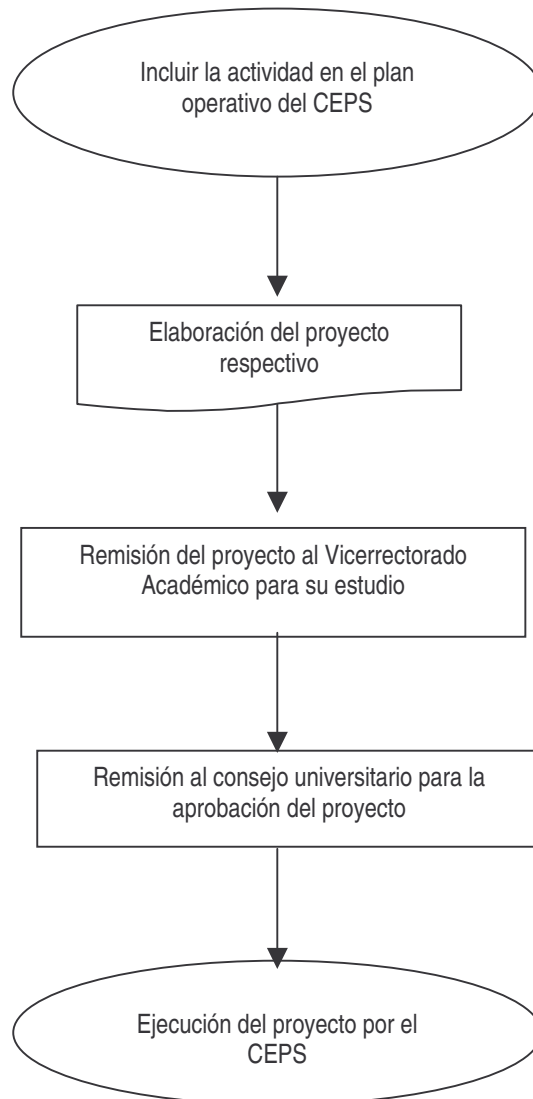 Incluir la actividad en el plan
operativo del CEPS
Elaboración del proyecto
respectivo
Remisión del proyecto al Vicerrectorado
Académico para su estudio
Remisión al consejo universitario para la
aprobación del proyecto
Ejecución del proyecto por el
CEPS